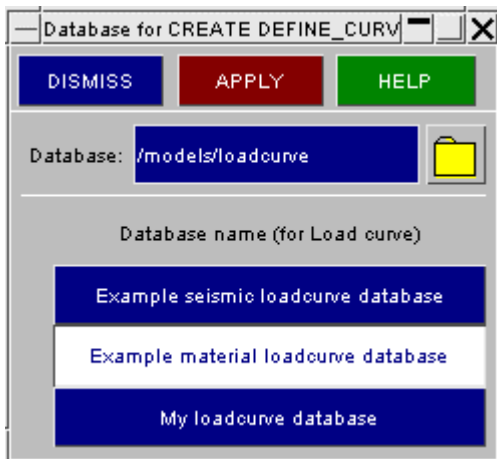 Database for CREATE DEFINE_CURV
DISMISS APPLY HELP
Database: /models/loadcurve
Database name (for Load curve)
Example seismic loadcurve database
Example material loadcurve database
My loadcurve database